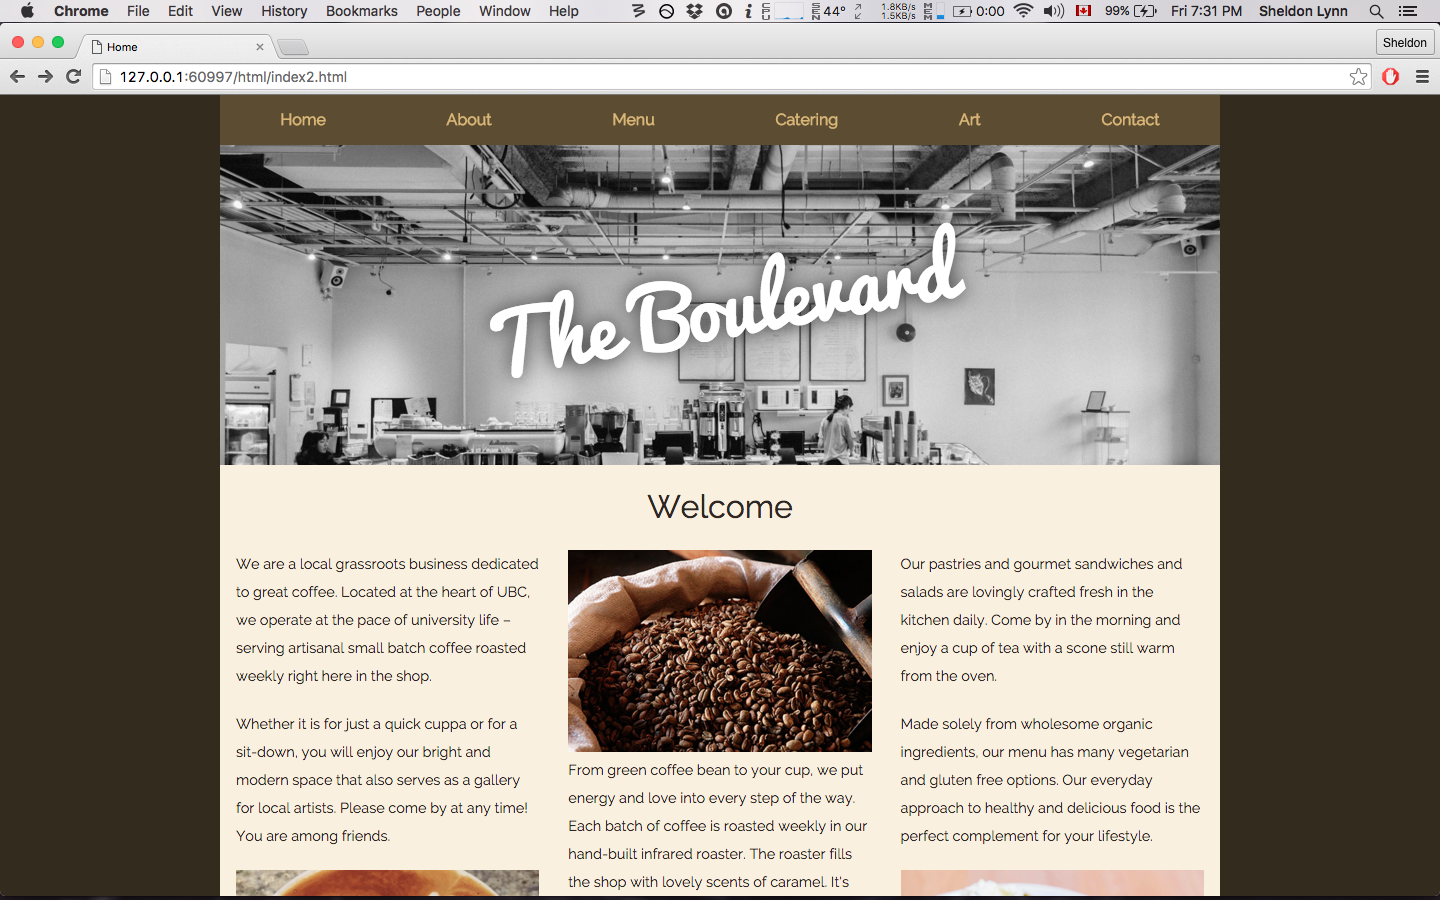 Chrome File Edit View History Bookmarks People Window Help 44° 1.8KB/s 1.5KB/s 0:00 99% Fri 7:31 PM Sheldon Lynn
Home
Sheldon
127.0.0.1:60997/html/index2.html
Home About Menu Catering Art Contact
The Boulevard
Welcome
We are a local grassroots business dedicated
to great coffee. Located at the heart of UBC,
we operate at the pace of university life –
serving artisanal small batch coffee roasted
weekly right here in the shop.
Whether it is for just a quick cuppa or for a
sit-down, you will enjoy our bright and
modern space that also serves as a gallery
for local artists. Please come by at any time!
You are among friends.
From green coffee bean to your cup, we put
energy and love into every step of the way.
Each batch of coffee is roasted weekly in our
hand-built infrared roaster. The roaster fills
the shop with lovely scents of caramel. It's
Our pastries and gourmet sandwiches and
salads are lovingly crafted fresh in the
kitchen daily. Come by in the morning and
enjoy a cup of tea with a scone still warm
from the oven.
Made solely from wholesome organic
ingredients, our menu has many vegetarian
and gluten free options. Our everyday
approach to healthy and delicious food is the
perfect complement for your lifestyle.